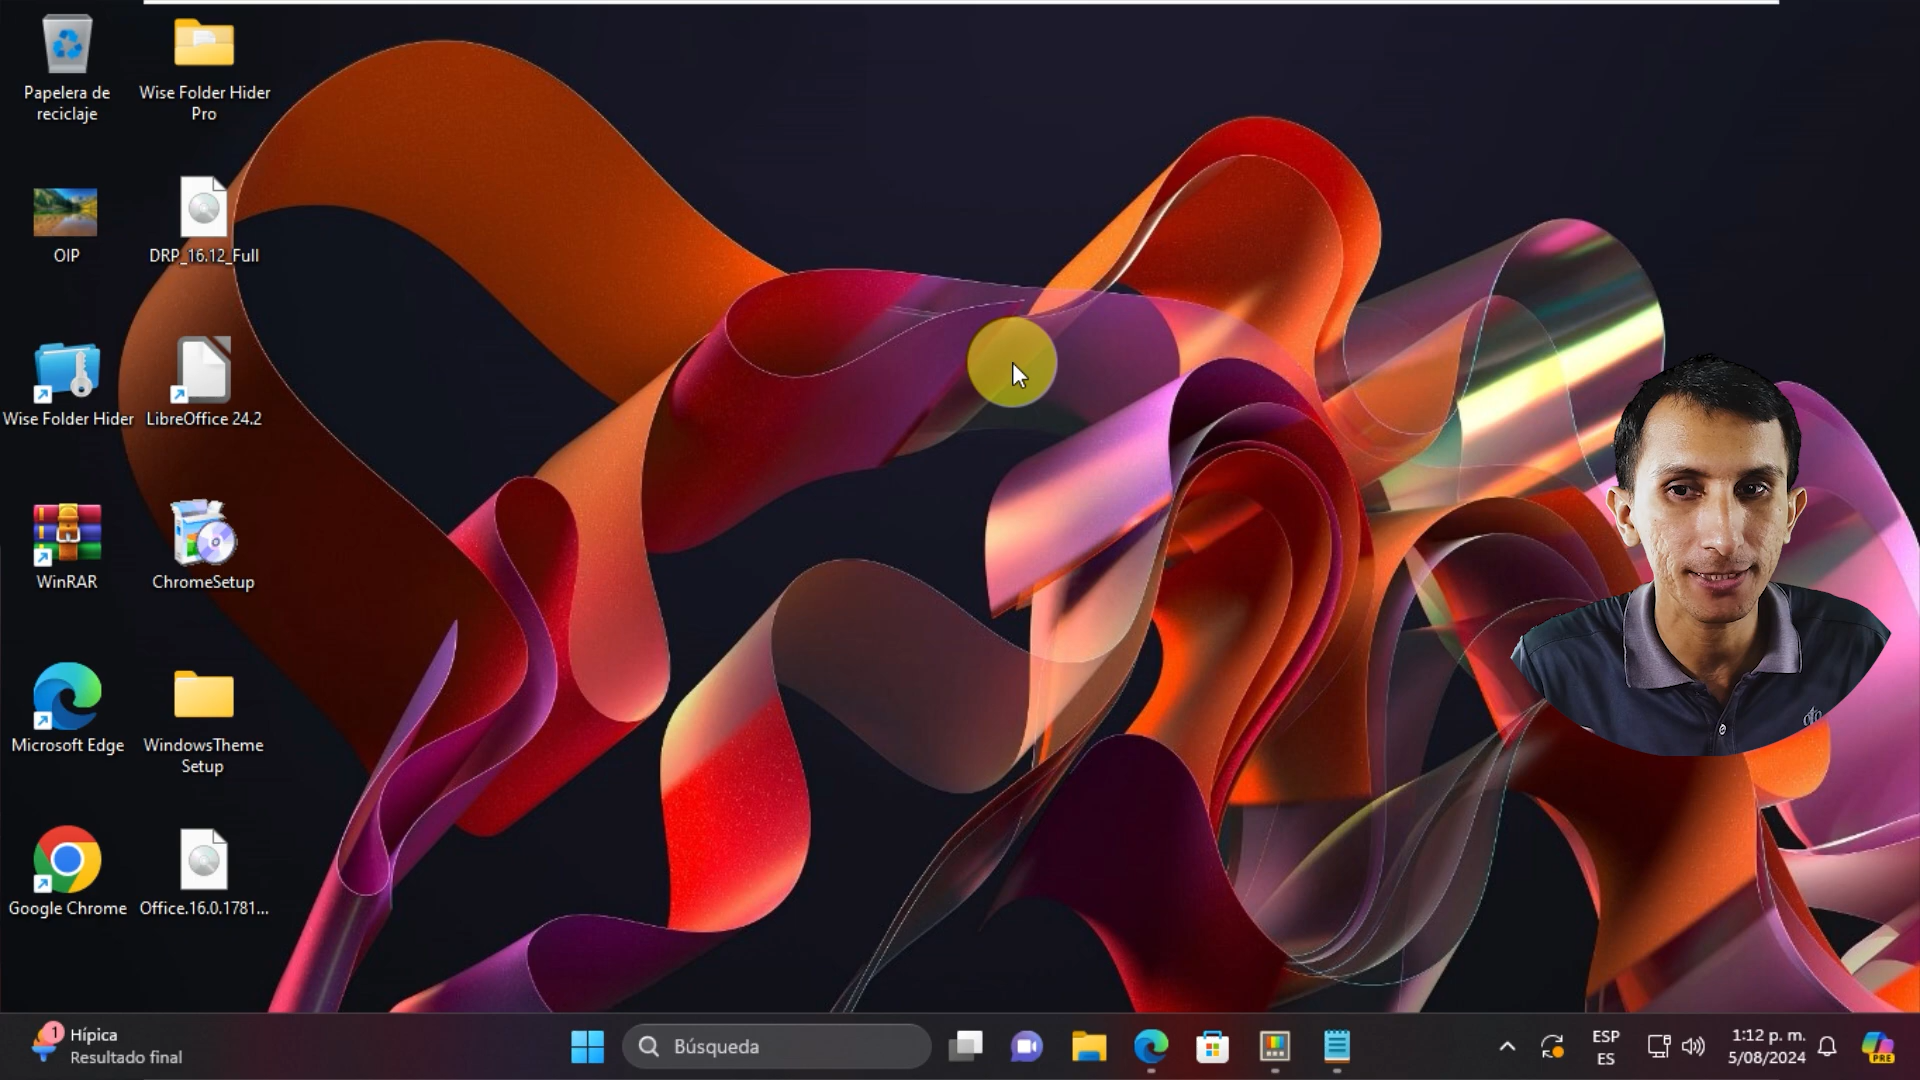 Papelera de
reciclaje
Wise Folder Hider
Pro
OIP
DRP_16.12_Full
Wise Folder Hider
LibreOffice 24.2
WinRAR
ChromeSetup
Microsoft Edge
WindowsTheme
Setup
Google Chrome
Office.16.0.1781...
1
Hípica
Resultado final
Búsqueda
ESP
ES
1:12 p. m.
5/08/2024
PRE